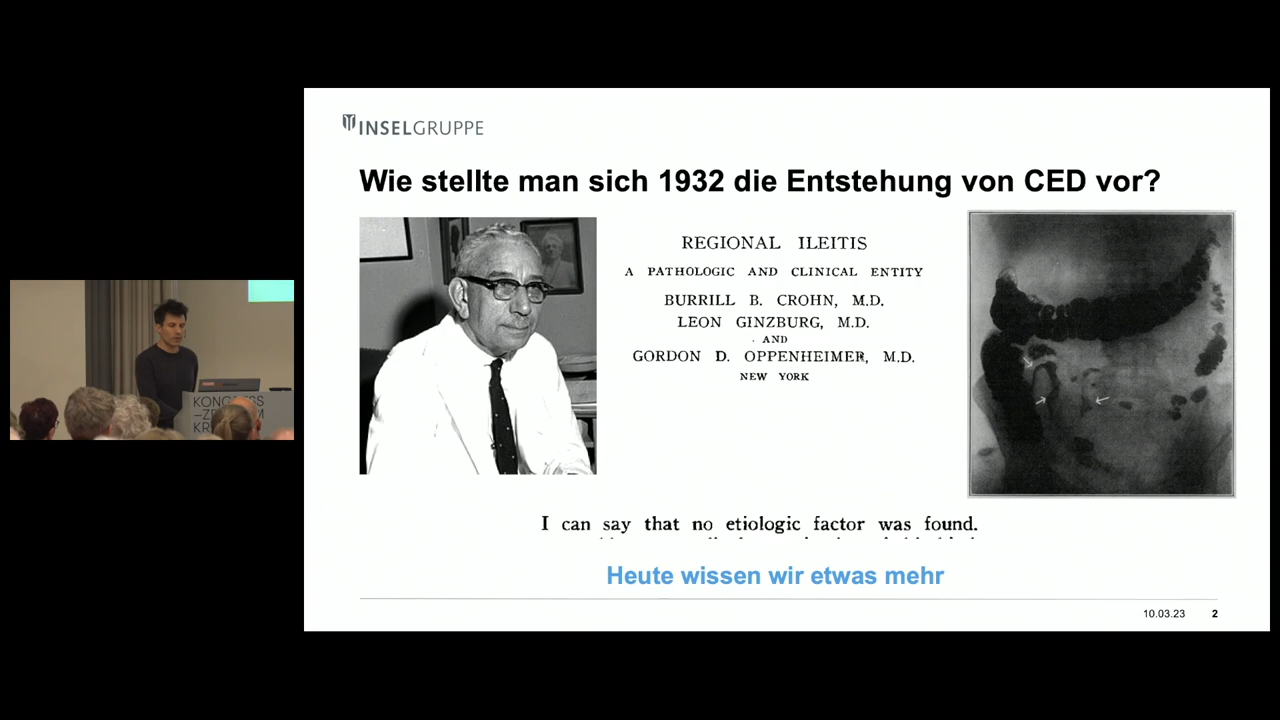 INSELGRUPPE
Wie stellte man sich 1932 die Entstehung von CED vor?
REGIONAL ILEITIS
A PATHOLOGIC AND CLINICAL ENTITY
BURRILL B. CROHN, M.D.
LEON GINZBURG, M.D.
AND
GORDON D. OPPENHEIMER, M.D.
NEW YORK
I can say that no etiologic factor was found.
Heute wissen wir etwas mehr
10.03.23 2
KONGRESS